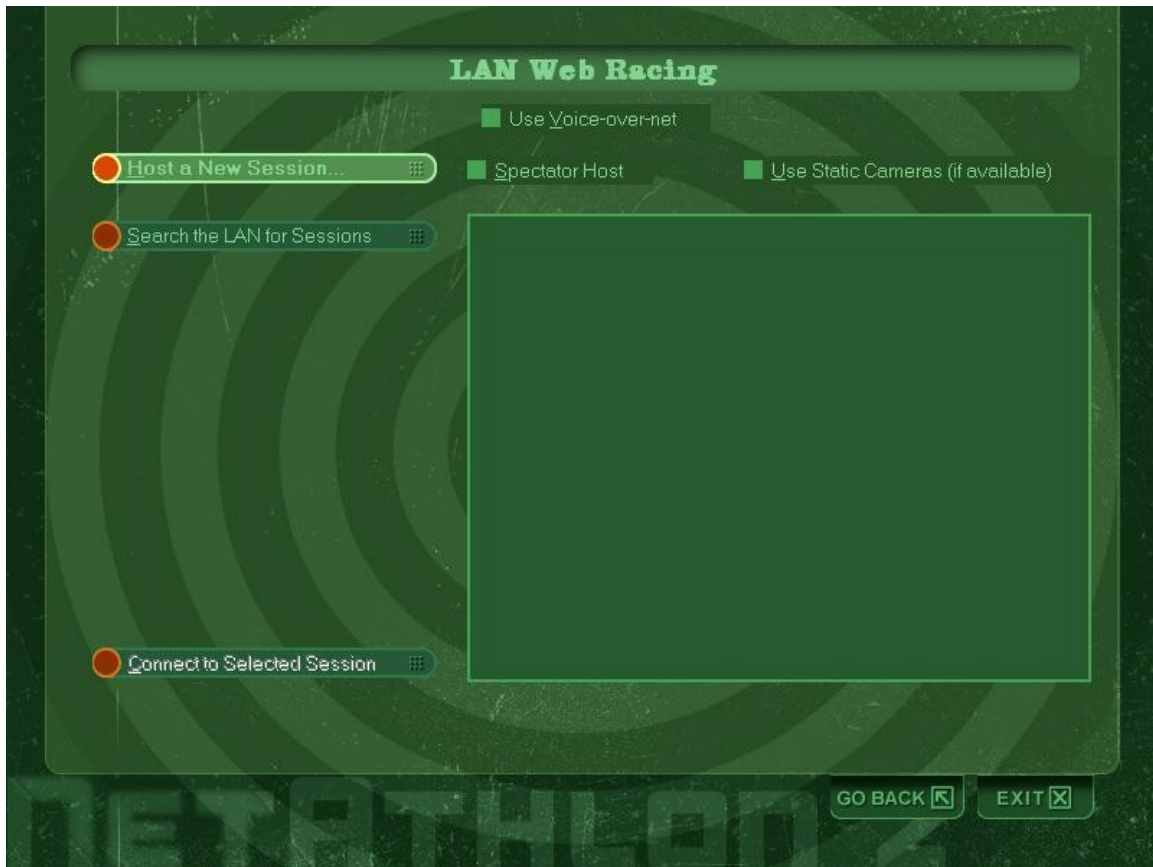 LAN Web Racing
Use Voice-over-net
Host a New Session...
Spectator Host
Use Static Cameras (if available)
Search the LAN for Sessions
Connect to Selected Session
GO BACK
EXIT
NETATHLON 2